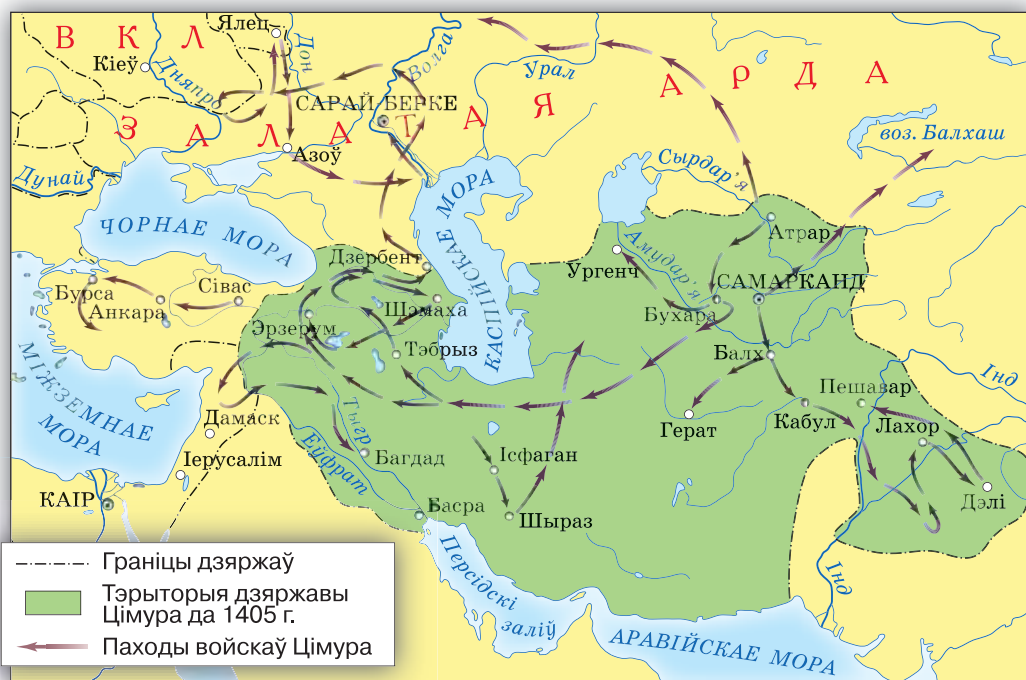 Ялец
В К Л
Кіеў
Дняпро
Дон
Волга
Урал
САРАЙ БЕРКЕ
З А Л А Т А Я А Р Д А
воз. Балхаш
Азоў
Дунай
Сырдар'я
ЧОРНАЕ МОРА
КАСПІЙСКАЕ МОРА
Атрар
Амудар'я
Ургенч
Дзербент
САМАРКАНД
Бурса
Анкара
Сівас
Шэмаха
Бухара
Эрзерум
Тэбрыз
Балх
МІЖЗЕМНАЕ
МОРА
Інд
Пешавар
Дамаск
Тыгр
Герат
Кабул
Лахор
Іерусалім
Еўфрат
Багдад
Ісфаган
Дэлі
КАІР
Басра
Шыраз
Персідскі
заліў
Інд
АРАВІЙСКАЕ МОРА
Граніцы дзяржаў
Тэрыторыя дзяржавы
Цімура да 1405 г.
Паходы войскаў Цімура